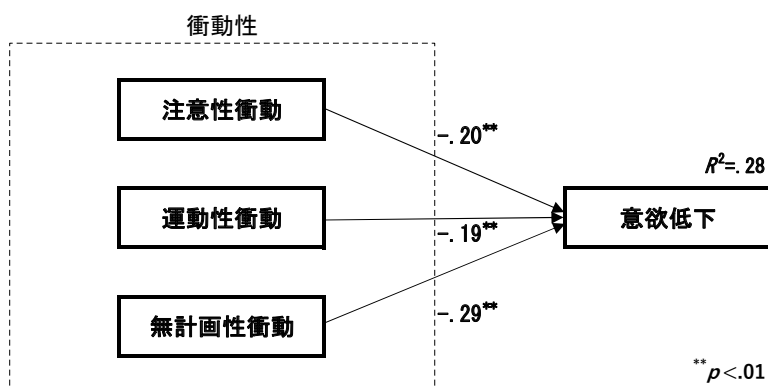 衝動性
注意性衝動
-.20**
R²=.28
運動性衝動
-.19**
意欲低下
無計画性衝動
-.29**
**p<.01